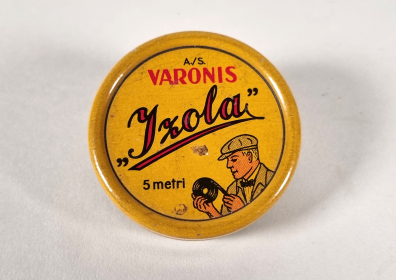 A./S.
VARONIS
„Izola”
5 metri